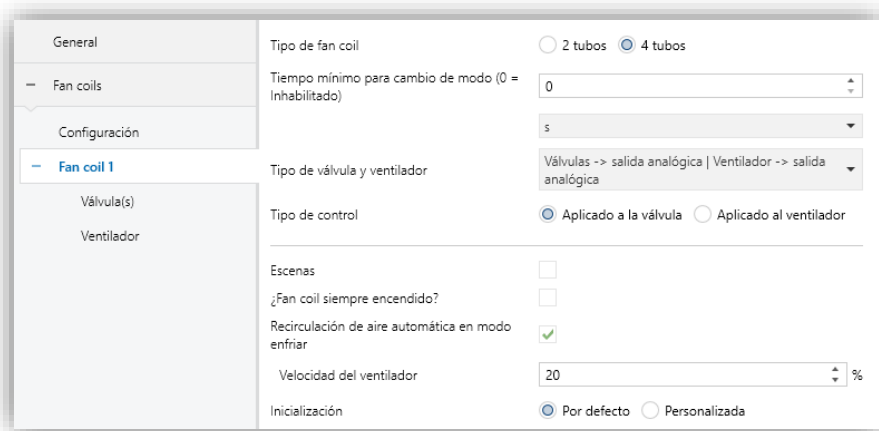 General
Fan coils
Configuración
Fan coil 1
Válvula(s)
Ventilador
Tipo de fan coil
2 tubos
4 tubos
Tiempo mínimo para cambio de modo (0 =
Inhabilitado)
0
s
Tipo de válvula y ventilador
Válvulas -> salida analógica | Ventilador -> salida
analógica
Tipo de control
Aplicado a la válvula
Aplicado al ventilador
Escenas
¿Fan coil siempre encendido?
Recirculación de aire automática en modo
enfriar
Velocidad del ventilador
20
%
Inicialización
Por defecto
Personalizada